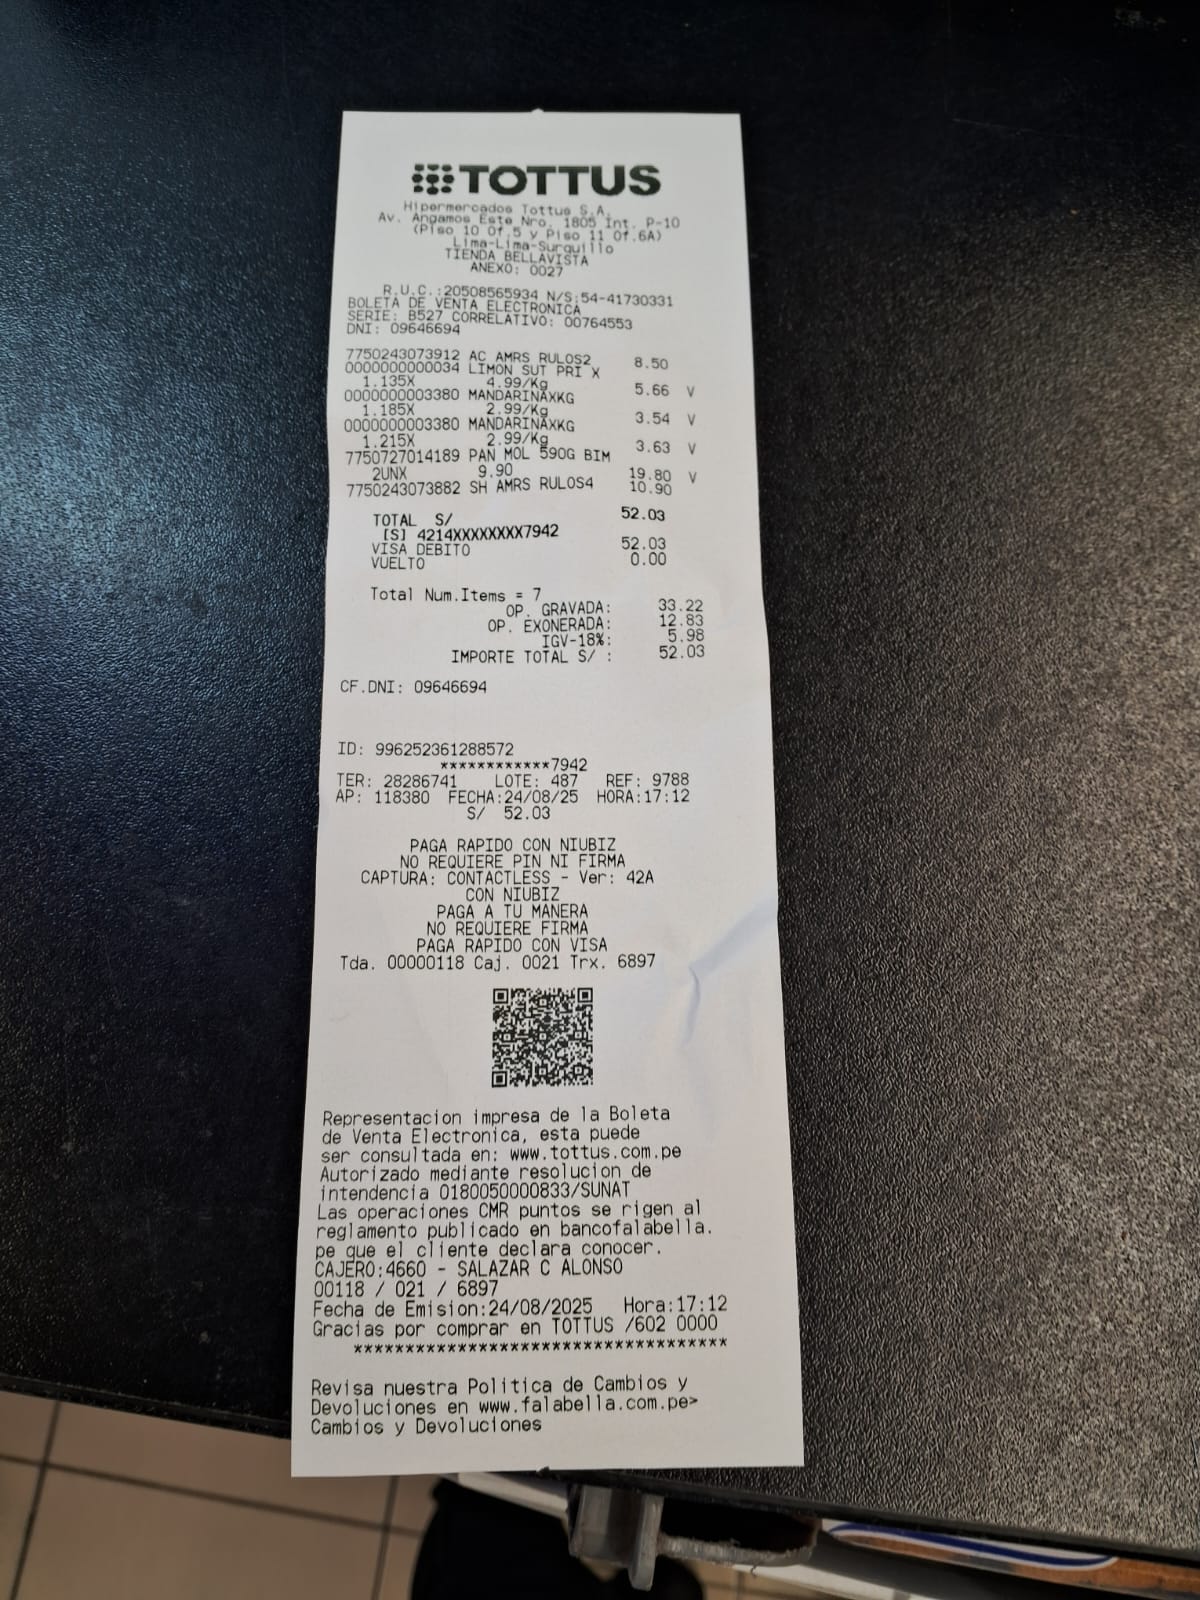 TOTTUS
Hipermercados Tottus S.A.
Av. Angamos Este Nro. 1805 Int. P-10
(Piso 10 Of.5 y Piso 11 Of.6A)
Lima-Lima-Surquillo
TIENDA BELLAVISTA
ANEXO: 0027
R.U.C.:20508565934 N/S:54-41730331
BOLETA DE VENTA ELECTRONICA
SERIE: B527 CORRELATIVO: 00764553
DNI: 09646694
7750243073912 AC AMRS RULOS2 8.50
0000000000034 LIMON SUT PRI X
1.135X 4.99/Kg 5.66 V
0000000003380 MANDARINAXKG
1.185X 2.99/Kg 3.54 V
0000000003380 MANDARINAXKG
1.215X 2.99/Kg 3.63 V
7750727014189 PAN MOL 590G BIM
2UNX 9.90 19.80 V
7750243073882 SH AMRS RULOS4 10.90
TOTAL S/ 52.03
[S] 4214XXXXXXXX7942
VISA DEBITO 52.03
VUELTO 0.00
Total Num.Items = 7
OP. GRAVADA: 33.22
OP. EXONERADA: 12.83
IGV-18%: 5.98
IMPORTE TOTAL S/ : 52.03
CF.DNI: 09646694
ID: 996252361288572
************7942
TER: 28286741 LOTE: 487 REF: 9788
AP: 118380 FECHA:24/08/25 HORA:17:12
S/ 52.03
PAGA RAPIDO CON NIUBIZ
NO REQUIERE PIN NI FIRMA
CAPTURA: CONTACTLESS - Ver: 42A
CON NIUBIZ
PAGA A TU MANERA
NO REQUIERE FIRMA
PAGA RAPIDO CON VISA
Tda. 00000118 Caj. 0021 Trx. 6897
Representacion impresa de la Boleta
de Venta Electronica, esta puede
ser consultada en: www.tottus.com.pe
Autorizado mediante resolucion de
intendencia 0180050000833/SUNAT
Las operaciones CMR puntos se rigen al
reglamento publicado en bancofalabella.
pe que el cliente declara conocer.
CAJERO:4660 - SALAZAR C ALONSO
00118 / 021 / 6897
Fecha de Emision:24/08/2025 Hora:17:12
Gracias por comprar en TOTTUS /602 0000
************************************
Revisa nuestra Politica de Cambios y
Devoluciones en www.falabella.com.pe>
Cambios y Devoluciones